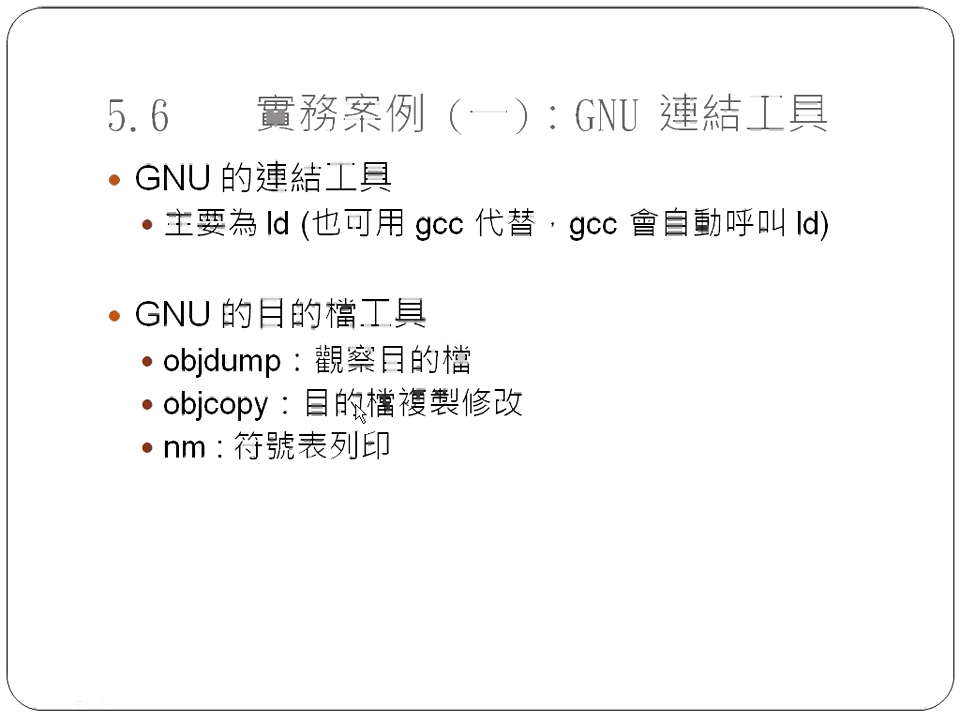 5.6 實務案例 (一)：GNU 連結工具
GNU 的連結工具
主要為 ld (也可用 gcc 代替，gcc 會自動呼叫 ld)
GNU 的目的檔工具
objdump：觀察目的檔
objcopy：目的檔複製修改
nm：符號表列印